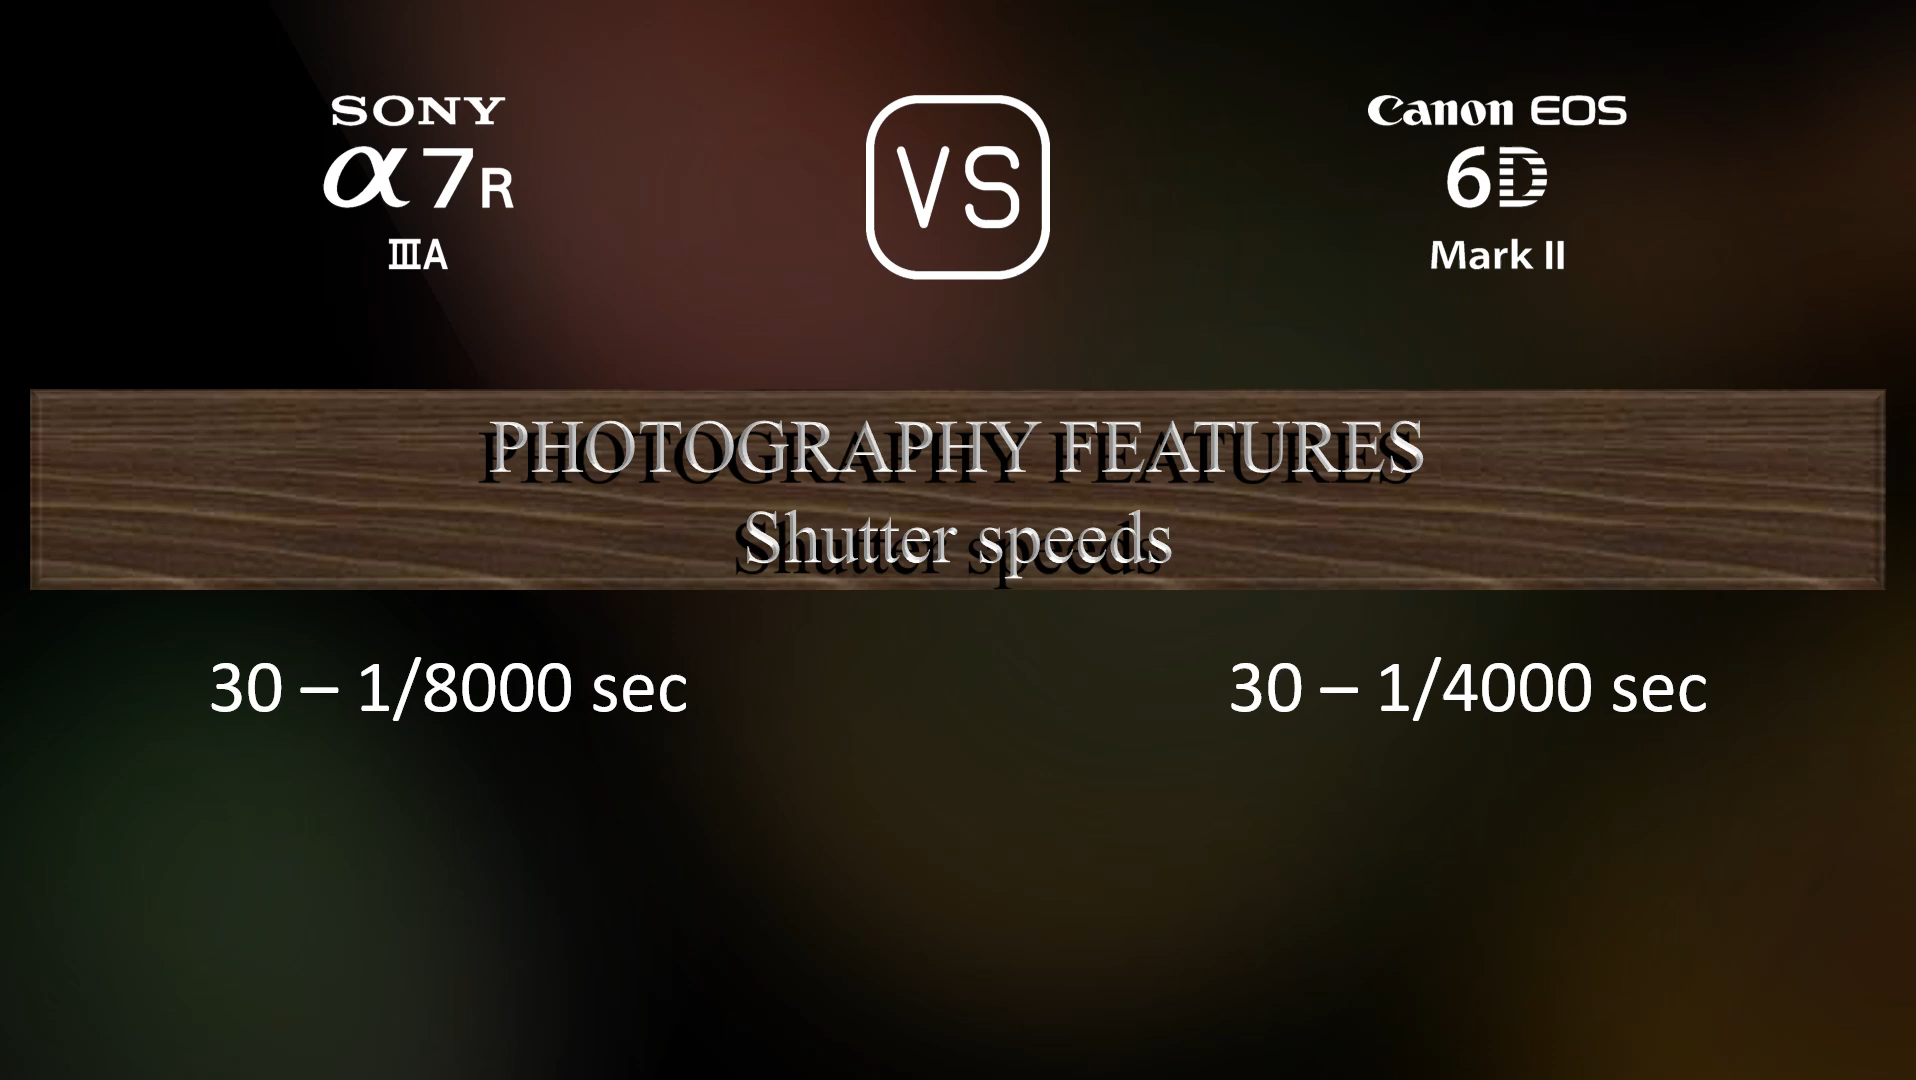 SONY
α7R
IIIA
VS
Canon EOS
6D
Mark II
PHOTOGRAPHY FEATURES
Shutter speeds
30 – 1/8000 sec
30 – 1/4000 sec